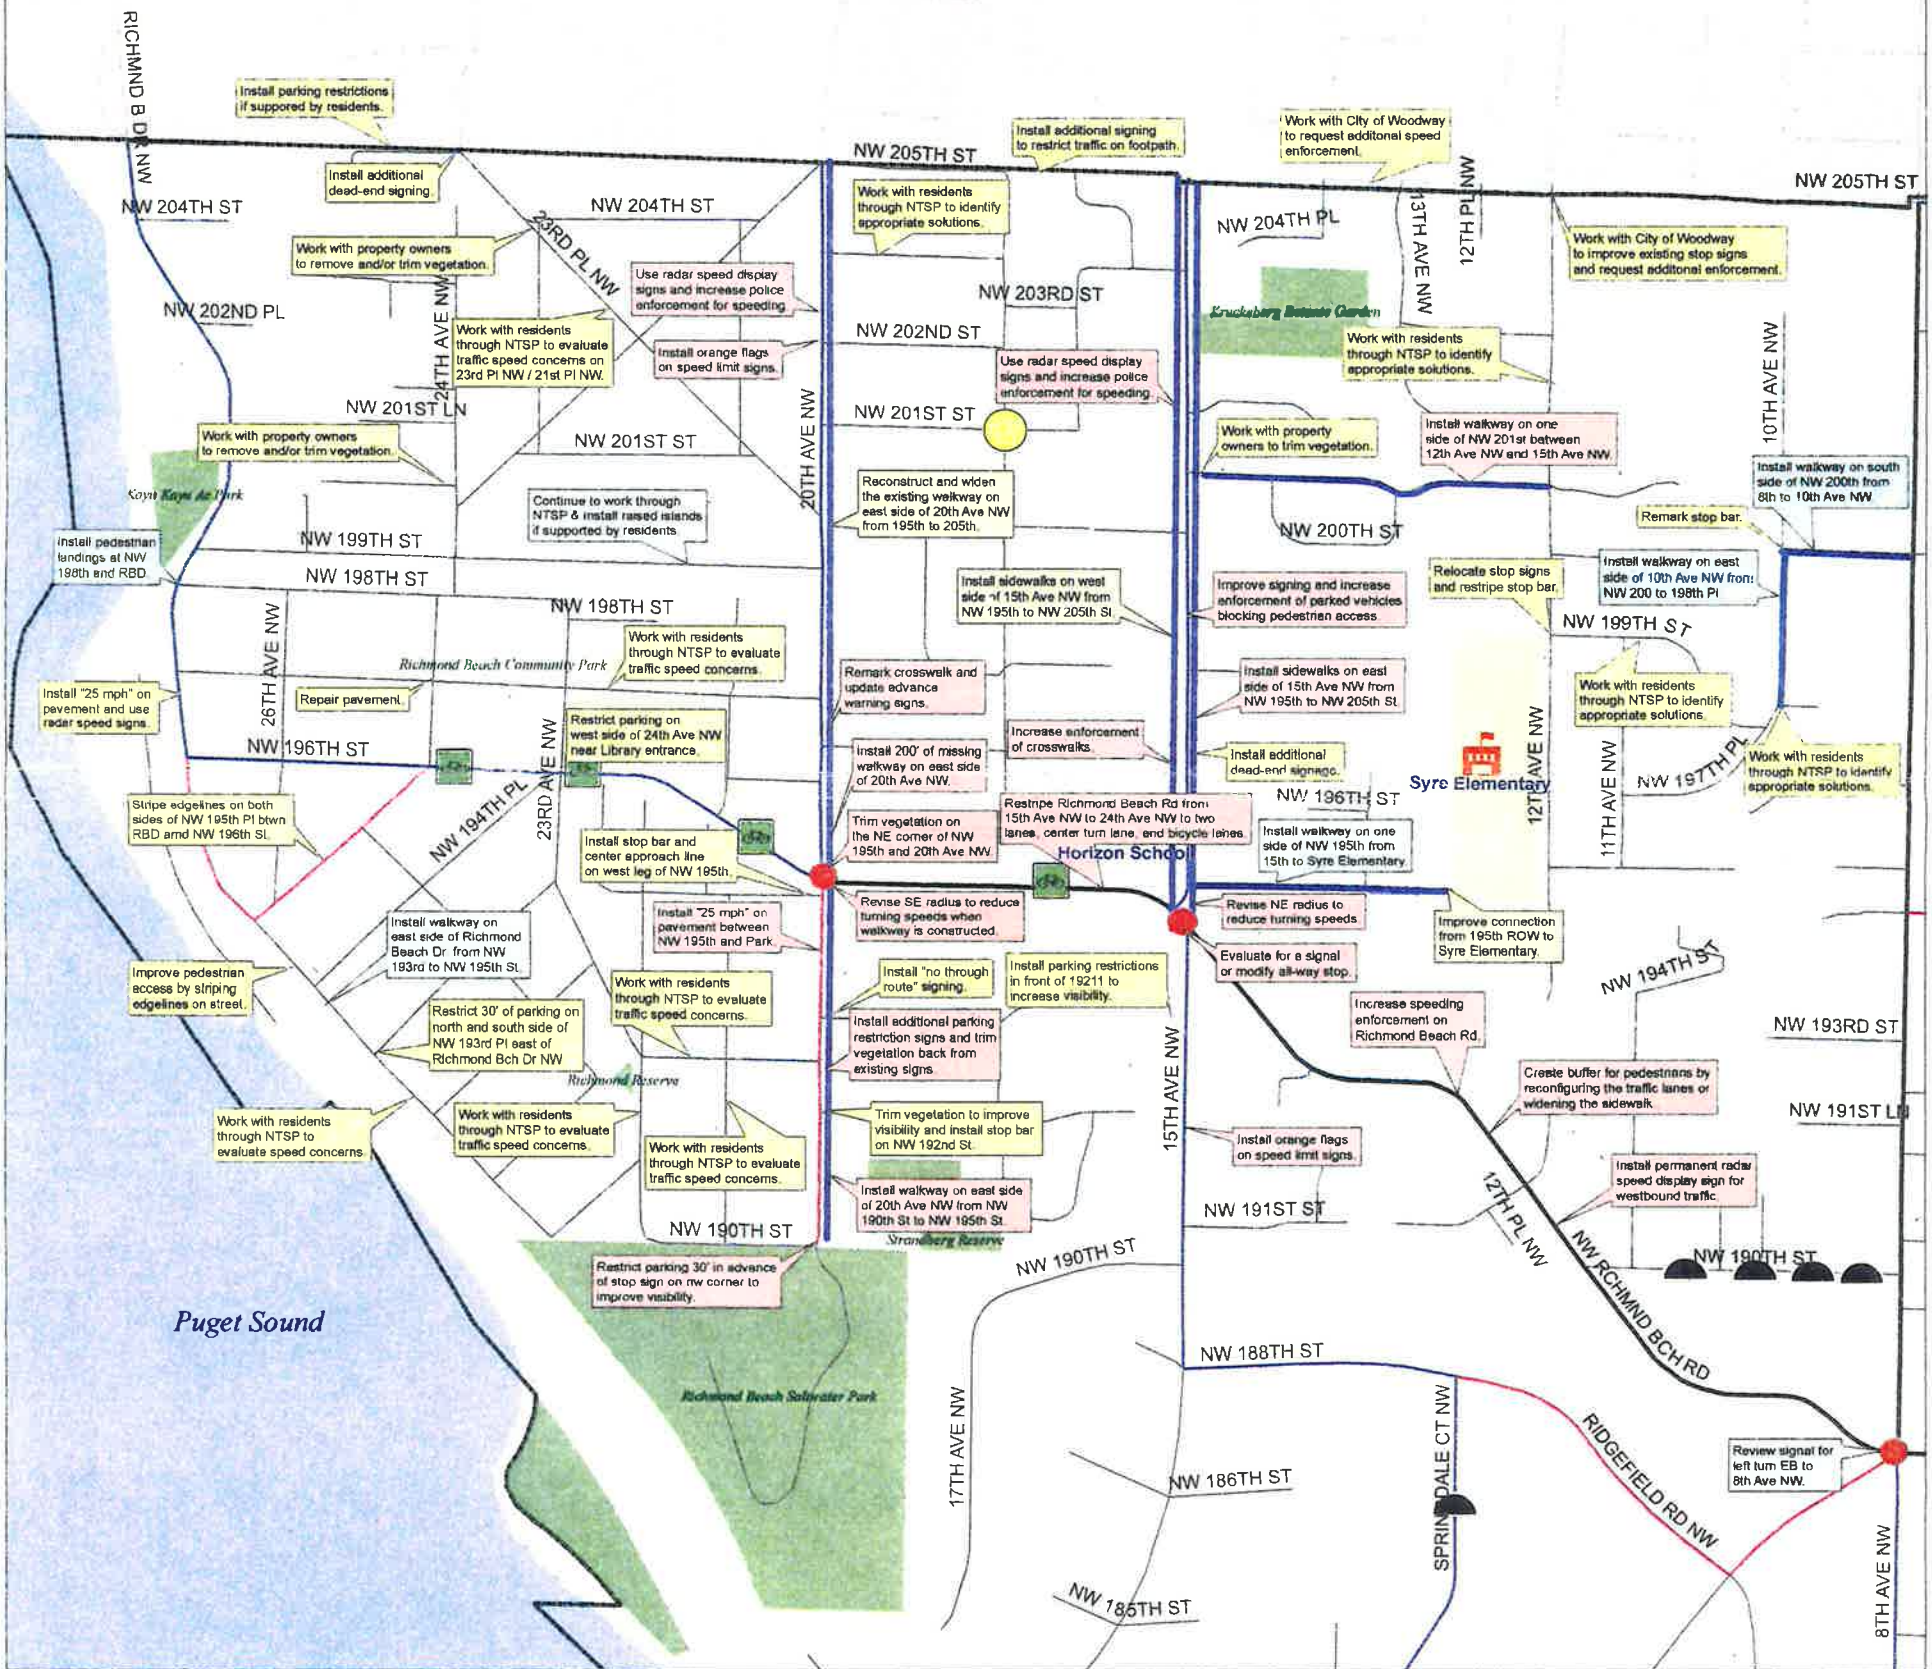 RICHMND B DR NW
Install parking restrictions
if suppored by residents.
Install additional
dead-end signing.
NW 205TH ST
Install additional signing
to restrict traffic on footpath.
Work with City of Woodway
to request additonal speed
enforcement.
NW 205TH ST
NW 204TH ST
23RD PL NW
NW 204TH ST
Work with residents
through NTSP to identify
appropriate solutions.
NW 204TH PL
13TH AVE NW
12TH PL NW
Work with City of Woodway
to improve existing stop signs
and request additonal enforcement.
Work with property owners
to remove and/or trim vegetation.
Use radar speed display
signs and increase police
enforcement for speeding.
NW 203RD ST
Kruckeberg Botanic Garden
NW 202ND PL
24TH AVE NW
Work with residents
through NTSP to evaluate
traffic speed concerns on
23rd Pl NW / 21st Pl NW.
Install orange flags
on speed limit signs.
NW 202ND ST
Use radar speed display
signs and increase police
enforcement for speeding.
Work with residents
through NTSP to identify
appropriate solutions.
10TH AVE NW
NW 201ST LN
20TH AVE NW
NW 201ST ST
Work with property owners
to remove and/or trim vegetation.
NW 201ST ST
Work with property
owners to trim vegetation.
Install walkway on one
side of NW 201st between
12th Ave NW and 15th Ave NW.
Install walkway on south
side of NW 200th from
8th to 10th Ave NW
Kayu Kayu Ac Park
Continue to work through
NTSP & install raised islands
if supported by residents
Reconstruct and widen
the existing walkway on
east side of 20th Ave NW
from 195th to 205th.
NW 200TH ST
Remark stop bar.
Install pedestrian
landings at NW
198th and RBD.
NW 199TH ST
NW 198TH ST
NW 198TH ST
Install sidewalks on west
side of 15th Ave NW from
NW 195th to NW 205th St.
Improve signing and increase
enforcement of parked vehicles
blocking pedestrian access.
Relocate stop signs
and restripe stop bar.
Install walkway on east
side of 10th Ave NW from
NW 200 to 198th Pl
NW 199TH ST
26TH AVE NW
Richmond Beach Community Park
Work with residents
through NTSP to evaluate
traffic speed concerns.
Remark crosswalk and
update advance
warning signs.
Install sidewalks on east
side of 15th Ave NW from
NW 195th to NW 205th St.
Work with residents
through NTSP to identify
appropriate solutions.
Install "25 mph" on
pavement and use
radar speed signs.
Repair pavement.
Restrict parking on
west side of 24th Ave NW
near Library entrance.
Increase enforcement
of crosswalks.
NW 196TH ST
23RD AVE NW
Install 200' of missing
walkway on east side
of 20th Ave NW.
Install additional
dead-end signage.
Syre Elementary
12TH AVE NW
11TH AVE NW
NW 197TH PL
Work with residents
through NTSP to identify
appropriate solutions.
Stripe edgelines on both
sides of NW 195th Pl btwn
RBD amd NW 196th St.
NW 194TH PL
Install stop bar and
center approach line
on west leg of NW 195th.
Trim vegetation on
the NE corner of NW
195th and 20th Ave NW.
Restripe Richmond Beach Rd from
15th Ave NW to 24th Ave NW to two
lanes, center turn lane, and bicycle lanes.
Horizon School
NW 196TH ST
Install walkway on one
side of NW 195th from
15th to Syre Elementary.
Install walkway on
east side of Richmond
Beach Dr from NW
193rd to NW 195th St.
Install "25 mph" on
pavement between
NW 195th and Park.
Revise SE radius to reduce
turning speeds when
walkway is constructed.
Revise NE radius to
reduce turning speeds.
Improve connection
from 195th ROW to
Syre Elementary.
Evaluate for a signal
or modify all-way stop.
NW 194TH ST
Improve pedestrian
access by striping
edgelines on street.
Work with residents
through NTSP to evaluate
traffic speed concerns.
Install "no through
route" signing.
Install parking restrictions
in front of 19211 to
increase visibility.
Restrict 30' of parking on
north and south side of
NW 193rd Pl east of
Richmond Bch Dr NW
Install additional parking
restriction signs and trim
vegetation back from
existing signs.
15TH AVE NW
Increase speeding
enforcement on
Richmond Beach Rd.
NW 193RD ST
Richmond Reserve
Create buffer for pedestrians by
reconfiguring the traffic lanes or
widening the sidewalk
NW 191ST LN
Work with residents
through NTSP to
evaluate speed concerns.
Work with residents
through NTSP to evaluate
traffic speed concerns.
Work with residents
through NTSP to evaluate
traffic speed concerns.
Trim vegetation to improve
visibility and install stop bar
on NW 192nd St.
Install orange flags
on speed limit signs.
Install permanent radar
speed display sign for
westbound traffic.
Install walkway on east side
of 20th Ave NW from NW
190th St to NW 195th St.
NW 191ST ST
12TH PL NW
NW 190TH ST
Strandberg Reserve
NW 190TH ST
NW 190TH ST
Restrict parking 30' in advance
of stop sign on nw corner to
improve visibility.
Puget Sound
NW RCHMND BCH RD
NW 188TH ST
Richmond Beach Saltwater Park
17TH AVE NW
SPRINGDALE CT NW
RIDGEFIELD RD NW
Review signal for
left turn EB to
8th Ave NW.
NW 186TH ST
8TH AVE NW
NW 185TH ST